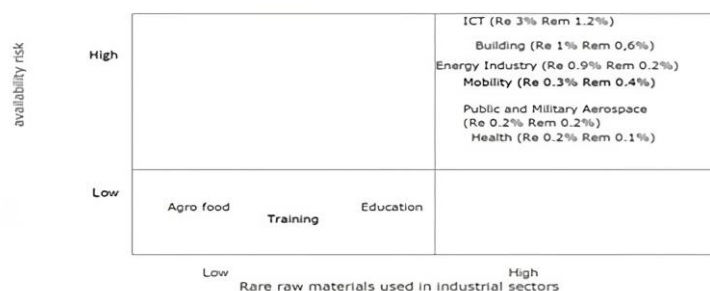 availability risk
High
ICT (Re 3% Rem 1.2%)
Building (Re 1% Rem 0,6%)
Energy Industry (Re 0.9% Rem 0.2%)
Mobility (Re 0.3% Rem 0.4%)
Public and Military Aerospace
(Re 0.2% Rem 0.2%)
Health (Re 0.2% Rem 0.1%)
Low
Agro food
Training
Education
Low
High
Rare raw materials used in industrial sectors